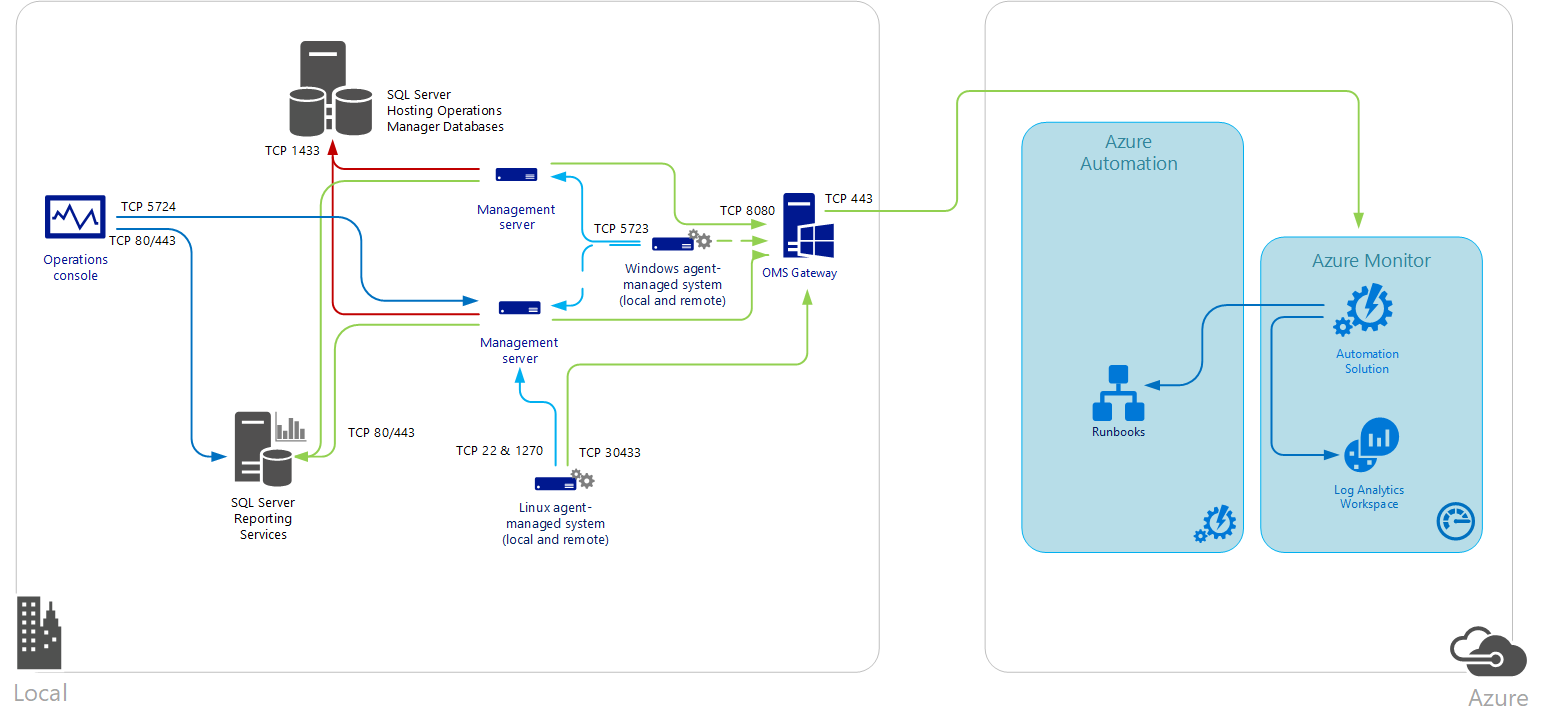 SQL Server
Hosting Operations
Manager Databases
TCP 1433
TCP 5724
TCP 80/443
Operations
console
Management
server
TCP 5723
Windows agent-
managed system
(local and remote)
TCP 8080
TCP 443
OMS Gateway
Management
server
TCP 80/443
TCP 22 & 1270
TCP 30433
SQL Server
Reporting
Services
Linux agent-
managed system
(local and remote)
Local
Azure
Automation
Runbooks
Azure Monitor
Automation
Solution
Log Analytics
Workspace
Azure